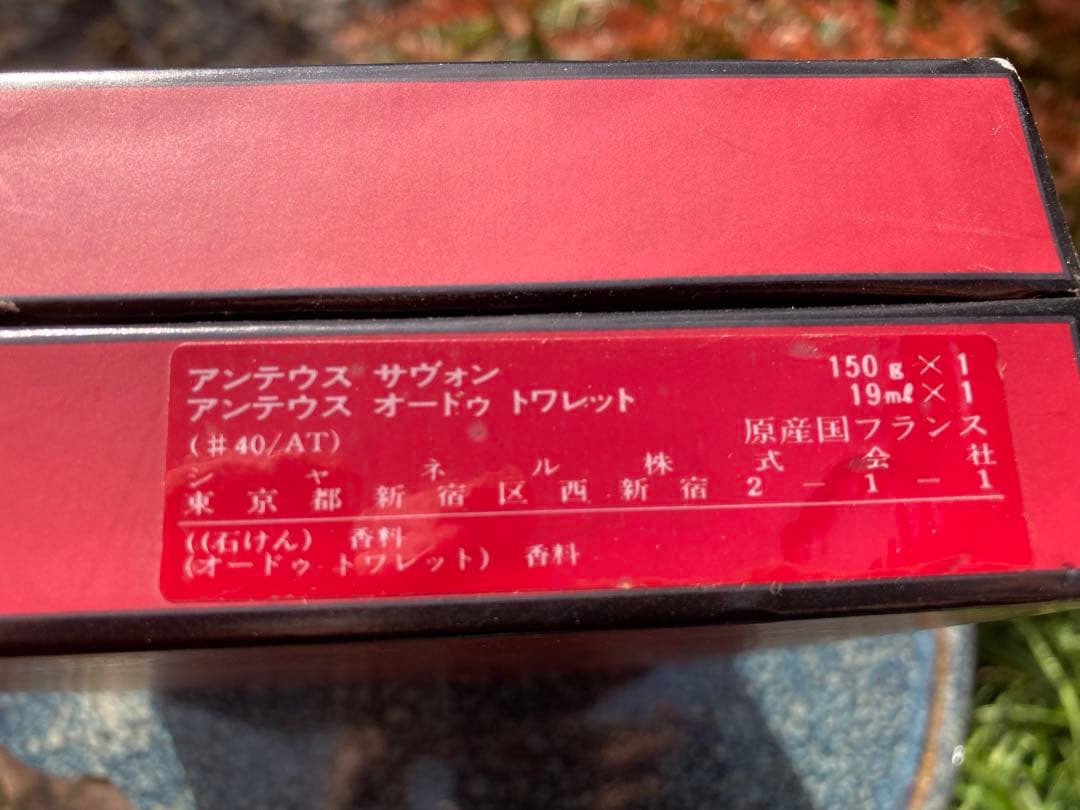 アンテウス サヴォン 150g×1
アンテウス オードゥ トワレット 19mℓ×1
(#40/AT) 原産国フランス
シャネル株式会社
東京都新宿区西新宿2-1-1
((石けん) 香料
(オードゥ トワレット) 香料